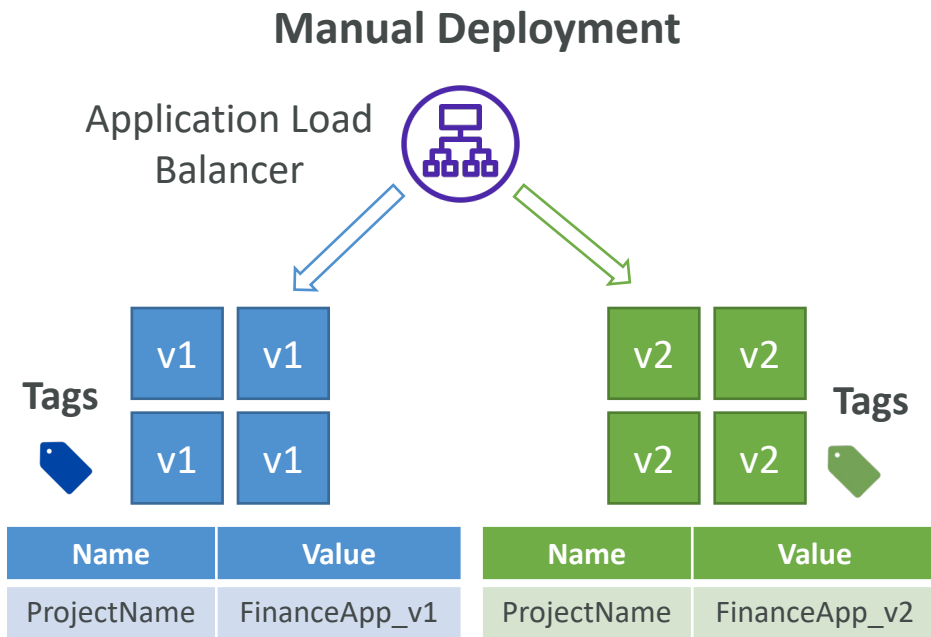 Manual Deployment
Application Load
Balancer
v1 v1
v2 v2
Tags
Tags
v1 v1
v2 v2
Name Value
ProjectName FinanceApp_v1
Name Value
ProjectName FinanceApp_v2